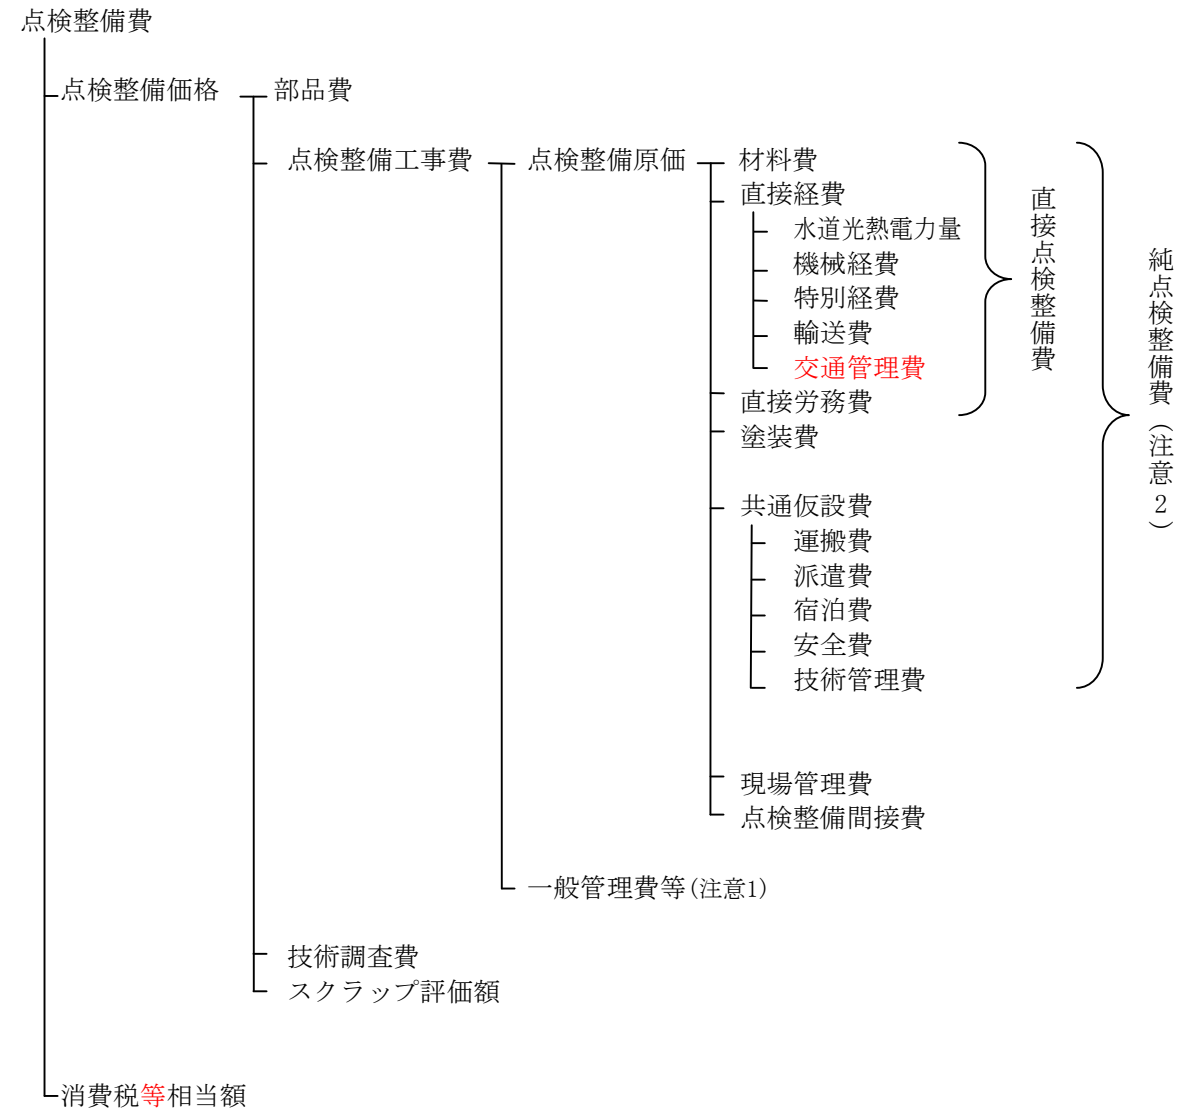 点検整備費
点検整備価格 部品費
点検整備工事費 点検整備原価 材料費
直接経費
水道光熱電力量
機械経費
特別経費
輸送費
交通管理費
直接労務費
塗装費
共通仮設費
運搬費
派遣費
宿泊費
安全費
技術管理費
現場管理費
点検整備間接費
直接点検整備費
純点検整備費(注意2)
一般管理費等(注意1)
技術調査費
スクラップ評価額
消費税等相当額